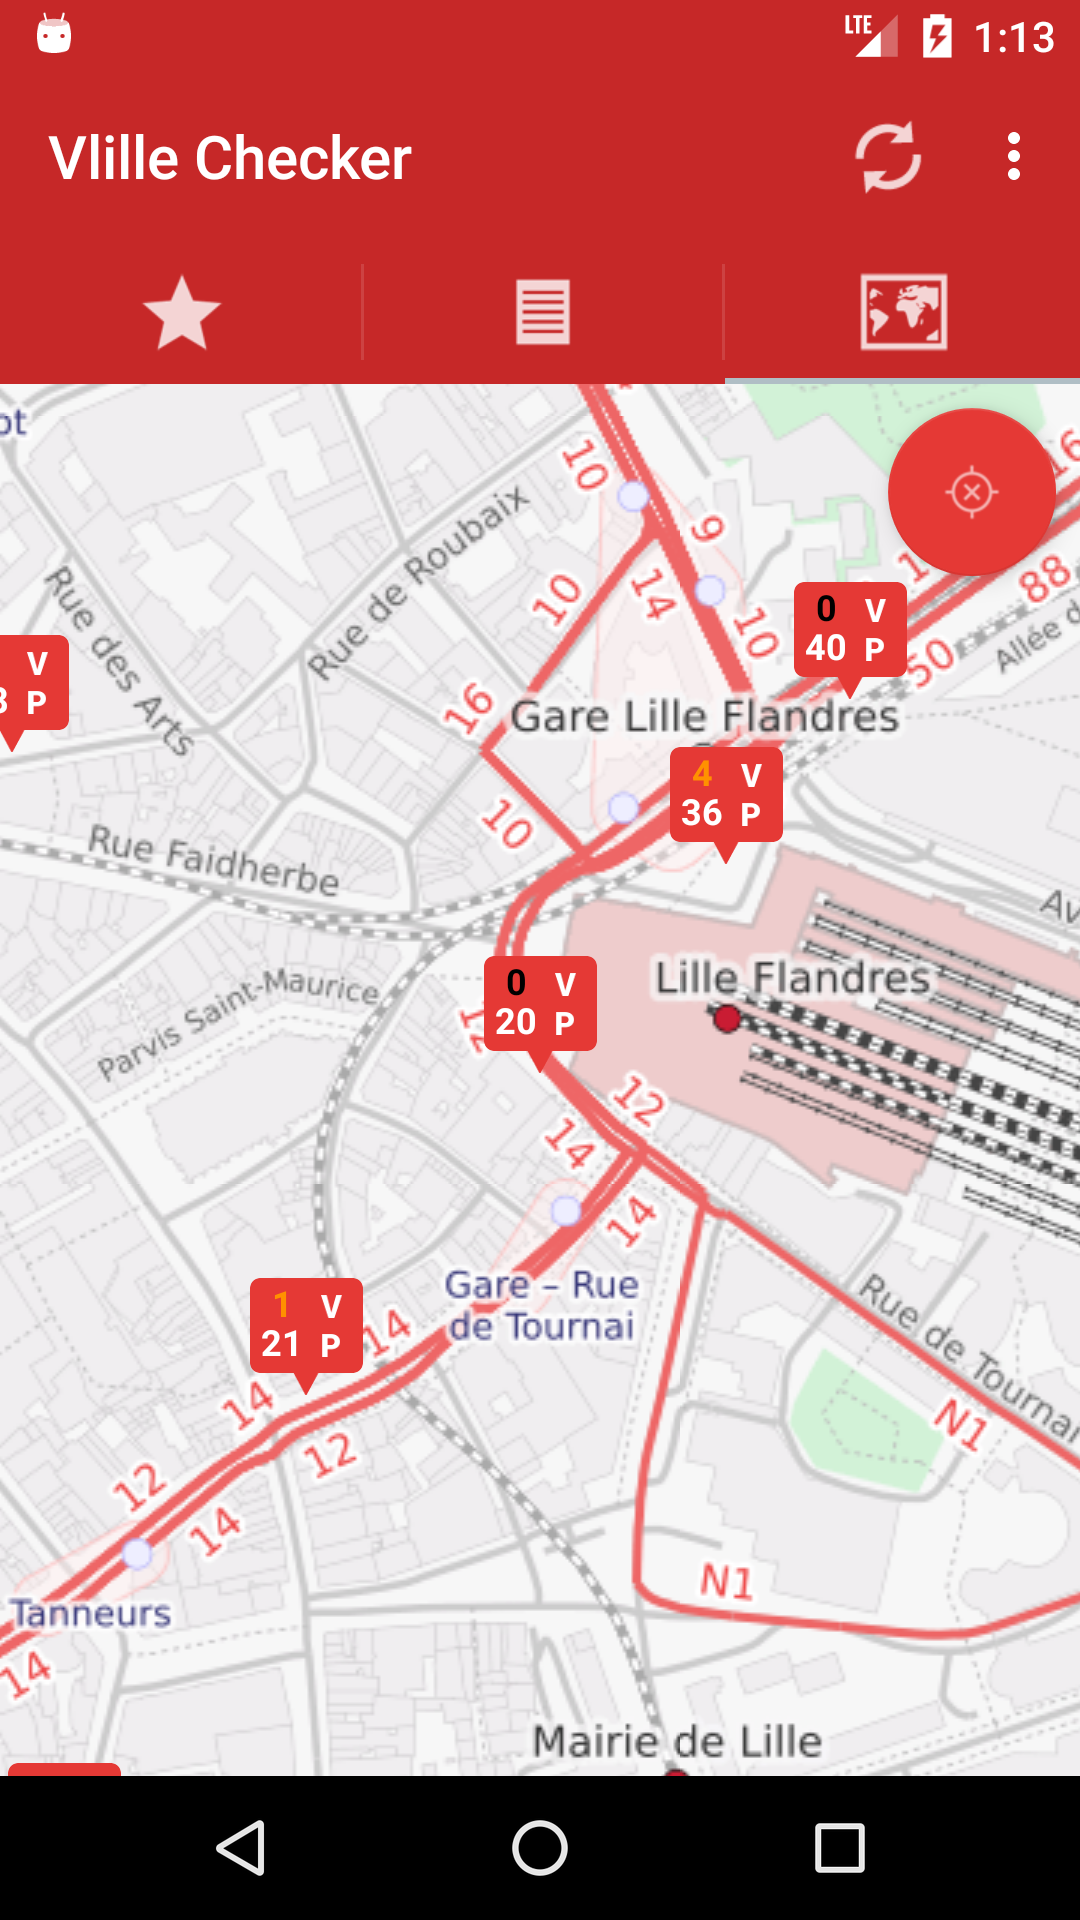 LTE 1:13
Vlille Checker
10
9
Rue de Roubaix
Rue des Arts
10
14
10
88
0 V
40 P
50
V
P
16
Gare Lille Flandres
4 V
36 P
10
Rue Faidherbe
Lille Flandres
Parvis Saint-Maurice
0 V
20 P
12
12
14
14
Gare – Rue
de Tournai
1 V
21 P
14
Rue de Tournai
14
N1
12
12
14
N1
Tanneurs
14
Mairie de Lille